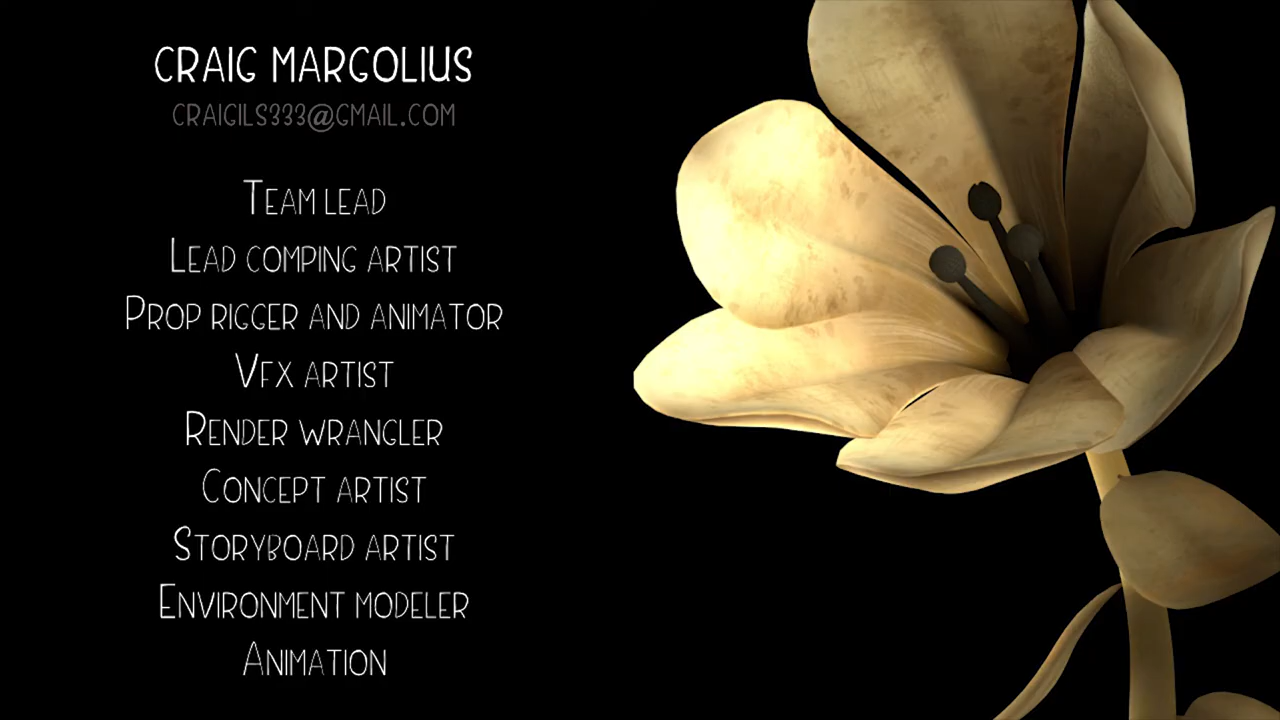 CRAIG MARGOLIUS
CRAIGILS333@GMAIL.COM
TEAM LEAD
LEAD COMPING ARTIST
PROP RIGGER AND ANIMATOR
VFX ARTIST
RENDER WRANGLER
CONCEPT ARTIST
STORYBOARD ARTIST
ENVIRONMENT MODELER
ANIMATION